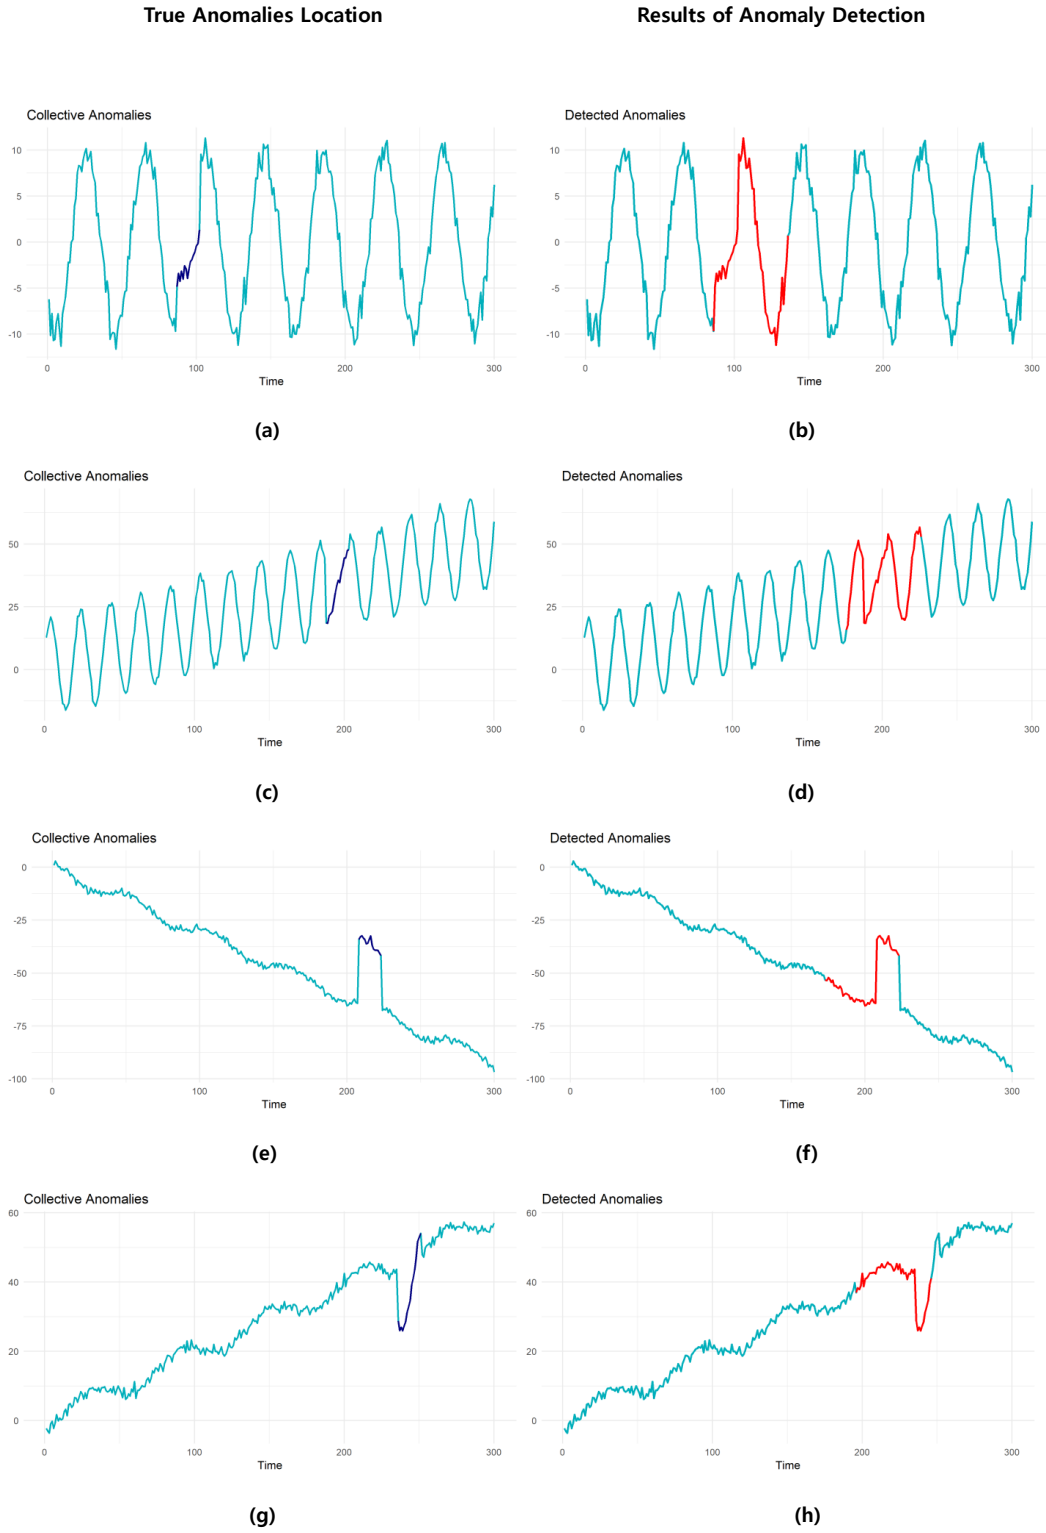 True Anomalies Location
Results of Anomaly Detection
Collective Anomalies
10
5
0
-5
-10
0 100 200 300
Time
(a)
Detected Anomalies
10
5
0
-5
-10
0 100 200 300
Time
(b)
Collective Anomalies
50
25
0
0 100 200 300
Time
(c)
Detected Anomalies
50
25
0
0 100 200 300
Time
(d)
Collective Anomalies
0
-25
-50
-75
-100
0 100 200 300
Time
(e)
Detected Anomalies
0
-25
-50
-75
-100
0 100 200 300
Time
(f)
Collective Anomalies
60
40
20
0
0 100 200 300
Time
(g)
Detected Anomalies
60
40
20
0
0 100 200 300
Time
(h)